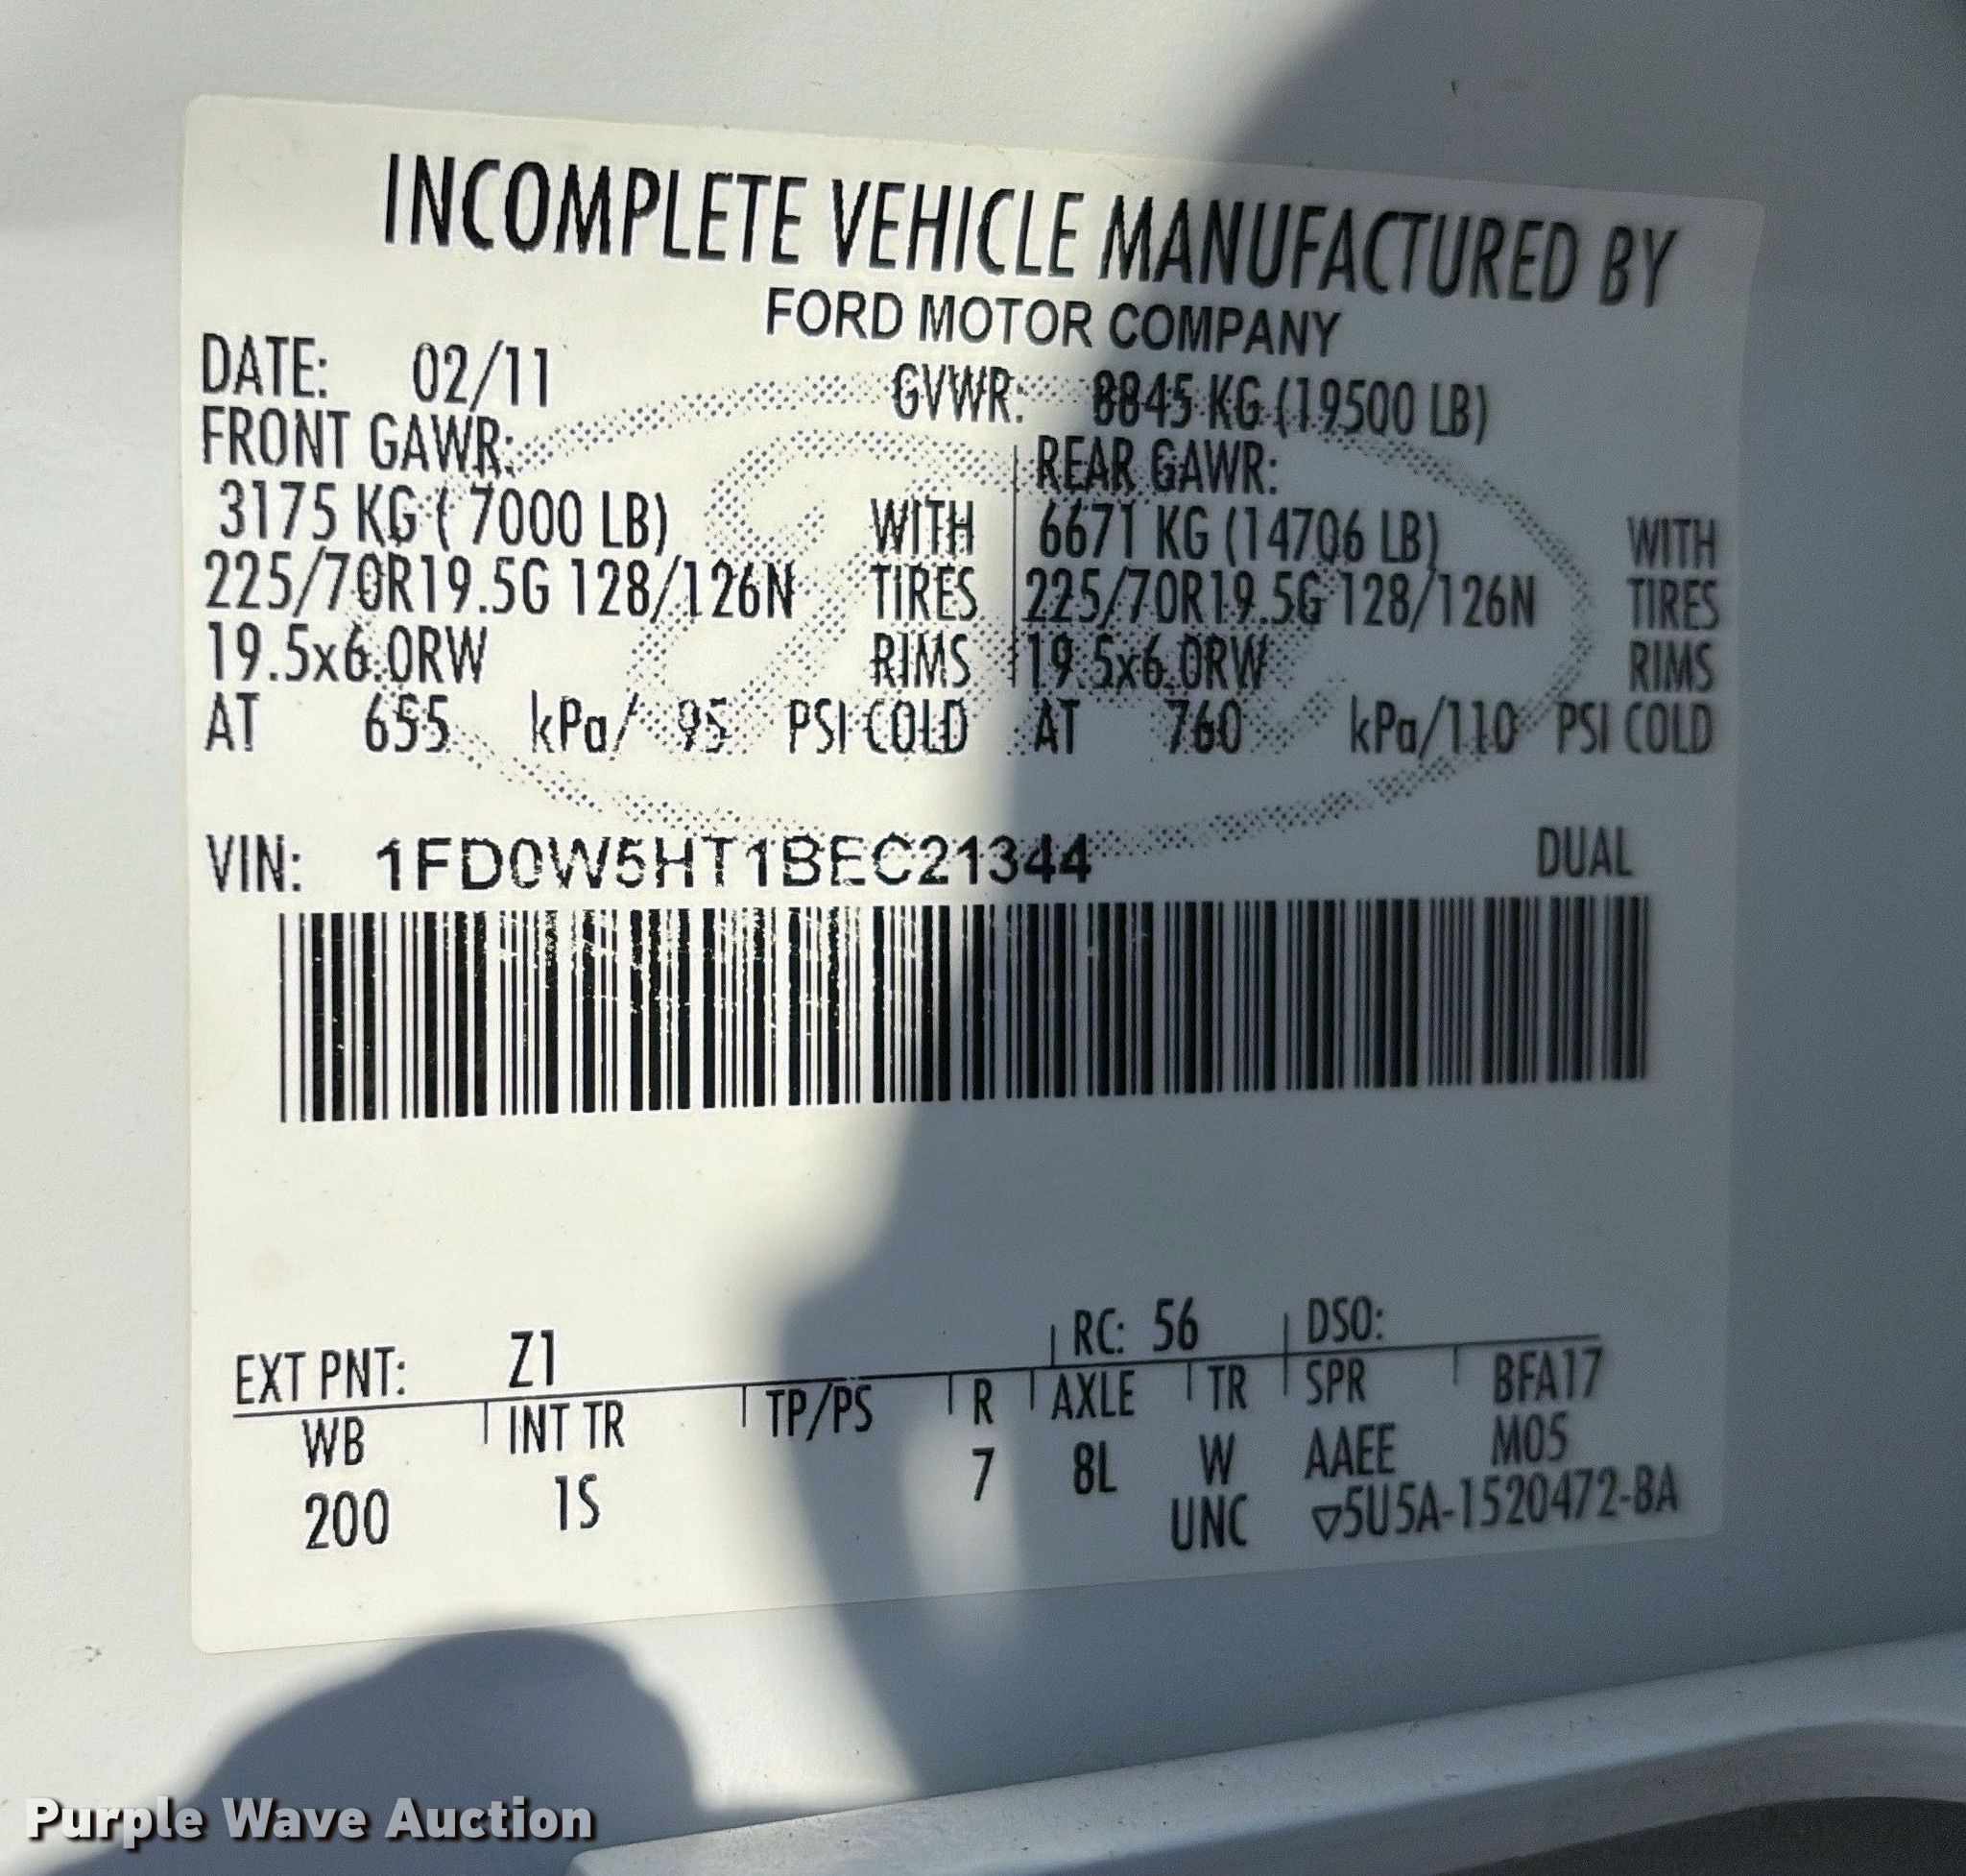 INCOMPLETE VEHICLE MANUFACTURED BY
FORD MOTOR COMPANY
DATE: 02/11 GVWR: 8845 KG (19500 LB)
FRONT GAWR: REAR GAWR:
3175 KG ( 7000 LB) WITH 6671 KG (14706 LB) WITH
225/70R19.5G 128/126N TIRES 225/70R19.5G 128/126N TIRES
19.5x6.0RW RIMS 19.5x6.0RW RIMS
AT 655 kPa/ 95 PSI COLD AT 760 kPa/110 PSI COLD
VIN: 1FD0W5HT1BEC21344 DUAL
EXT PNT: Z1 RC: 56 DSO:
WB INT TR TP/PS R AXLE TR SPR BFA17
200 1S 7 8L W AAEE M05
UNC ▽5U5A-1520472-BA
Purple Wave Auction